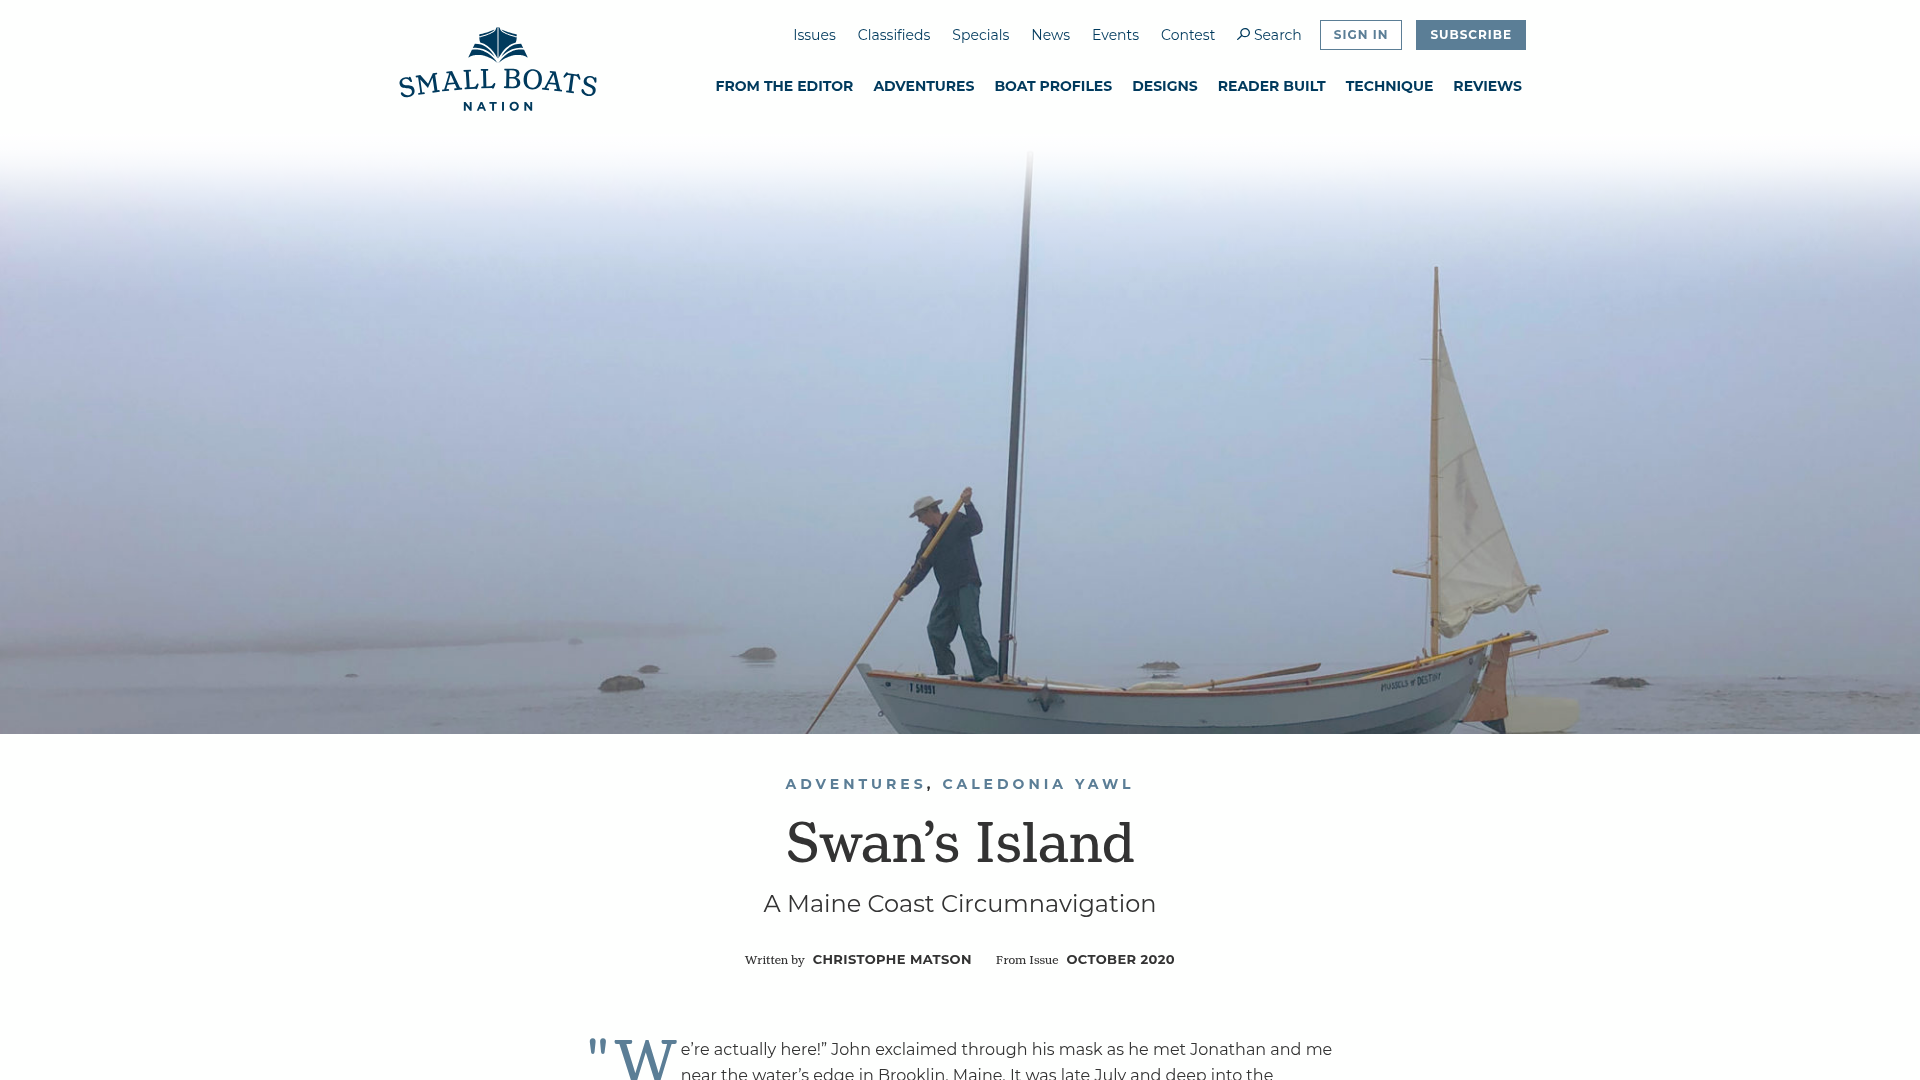 Issues Classifieds Specials News Events Contest Search SIGN IN SUBSCRIBE
SMALL BOATS
NATION
FROM THE EDITOR ADVENTURES BOAT PROFILES DESIGNS READER BUILT TECHNIQUE REVIEWS
MUSSELS of DESTINY
ADVENTURES, CALEDONIA YAWL
Swan’s Island
A Maine Coast Circumnavigation
Written by CHRISTOPHE MATSON From Issue OCTOBER 2020
"We’re actually here!” John exclaimed through his mask as he met Jonathan and me
near the water’s edge in Brooklin, Maine. It was late July and deep into the